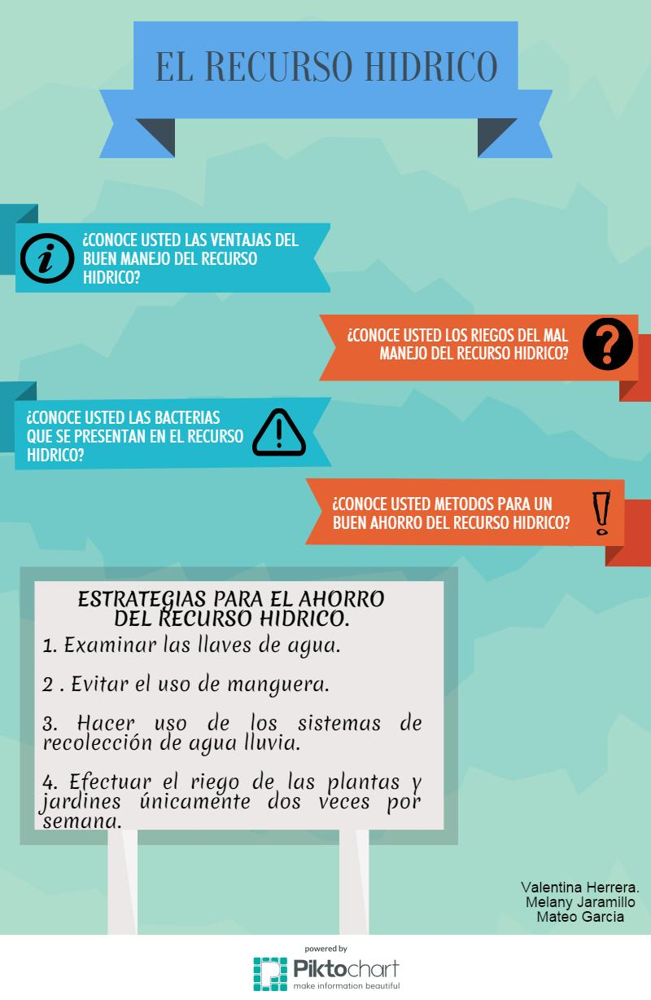 EL RECURSO HIDRICO
¿CONOCE USTED LAS VENTAJAS DEL
BUEN MANEJO DEL RECURSO
HIDRICO?
¿CONOCE USTED LOS RIEGOS DEL MAL
MANEJO DEL RECURSO HIDRICO?
¿CONOCE USTED LAS BACTERIAS
QUE SE PRESENTAN EN EL RECURSO
HIDRICO?
¿CONOCE USTED METODOS PARA UN
BUEN AHORRO DEL RECURSO HIDRICO?
ESTRATEGIAS PARA EL AHORRO
DEL RECURSO HIDRICO.
1. Examinar las llaves de agua.
2 . Evitar el uso de manguera.
3. Hacer uso de los sistemas de
recolección de agua lluvia.
4. Efectuar el riego de las plantas y
jardines únicamente dos veces por
semana.
Valentina Herrera.
Melany Jaramillo
Mateo Garcia
powered by
Piktochart
make information beautiful